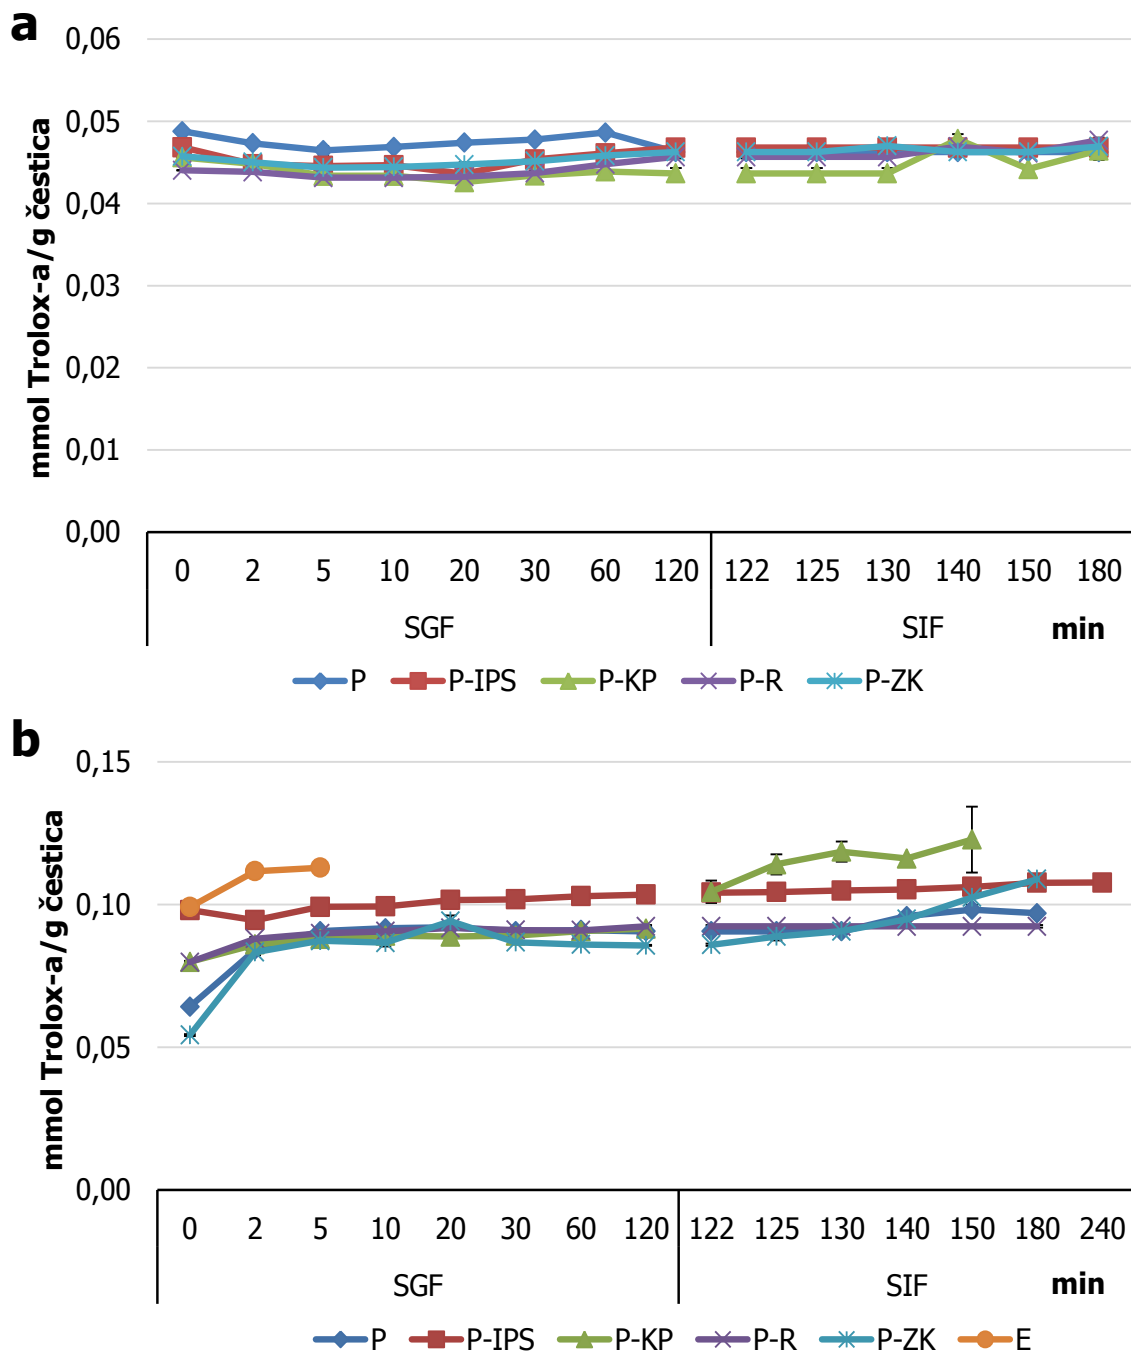 a
mmol Trolox-a/g čestica
0,06
0,05
0,04
0,03
0,02
0,01
0,00
0 2 5 10 20 30 60 120 122 125 130 140 150 180
SGF SIF min
P P-IPS P-KP P-R P-ZK
b
mmol Trolox-a/g čestica
0,15
0,10
0,05
0,00
0 2 5 10 20 30 60 120 122 125 130 140 150 180 240
SGF SIF min
P P-IPS P-KP P-R P-ZK E